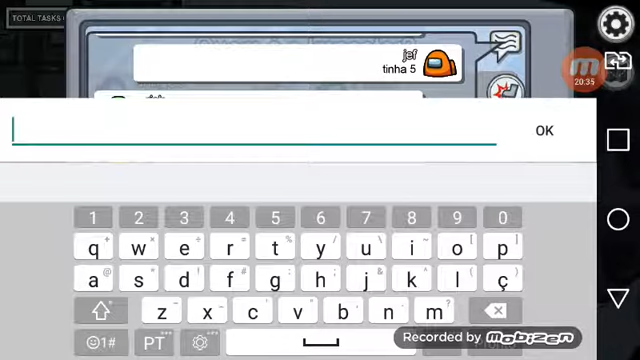 TOTAL TASKS
jef
tinha 5
20:35
OK
1 2 3 4 5 6 7 8 9 0
q w e r t y u i o p
a s d f g h j k l ç
z x c v b n m
1# PT
Recorded by Mobizen